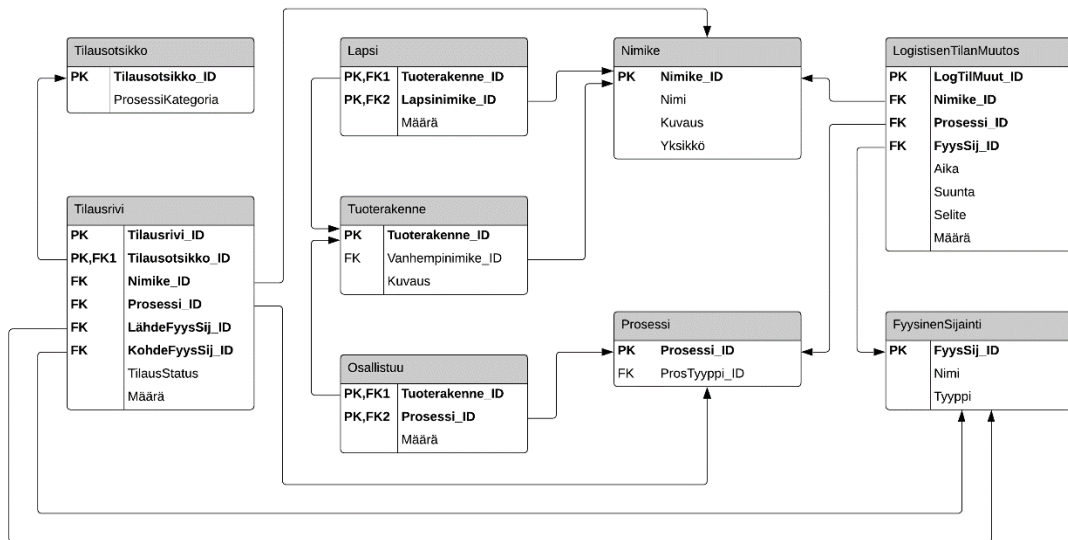 Tilausotsikko
PK Tilausotsikko_ID
ProsessiKategoria
Lapsi
PK,FK1 Tuoterakenne_ID
PK,FK2 Lapsinimike_ID
Määrä
Nimike
PK Nimike_ID
Nimi
Kuvaus
Yksikkö
LogistisenTilanMuutos
PK LogTilMuut_ID
FK Nimike_ID
FK Prosessi_ID
FK FyysSij_ID
Aika
Suunta
Selite
Määrä
Tilausrivi
PK Tilausrivi_ID
PK,FK1 Tilausotsikko_ID
FK Nimike_ID
FK Prosessi_ID
FK LähdeFyysSij_ID
FK KohdeFyysSij_ID
TilausStatus
Määrä
Tuoterakenne
PK Tuoterakenne_ID
FK Vanhempinimike_ID
Kuvaus
Osallistuu
PK,FK1 Tuoterakenne_ID
PK,FK2 Prosessi_ID
Määrä
Prosessi
PK Prosessi_ID
FK ProsTyyppi_ID
FyysinenSijainti
PK FyysSij_ID
Nimi
Tyyppi